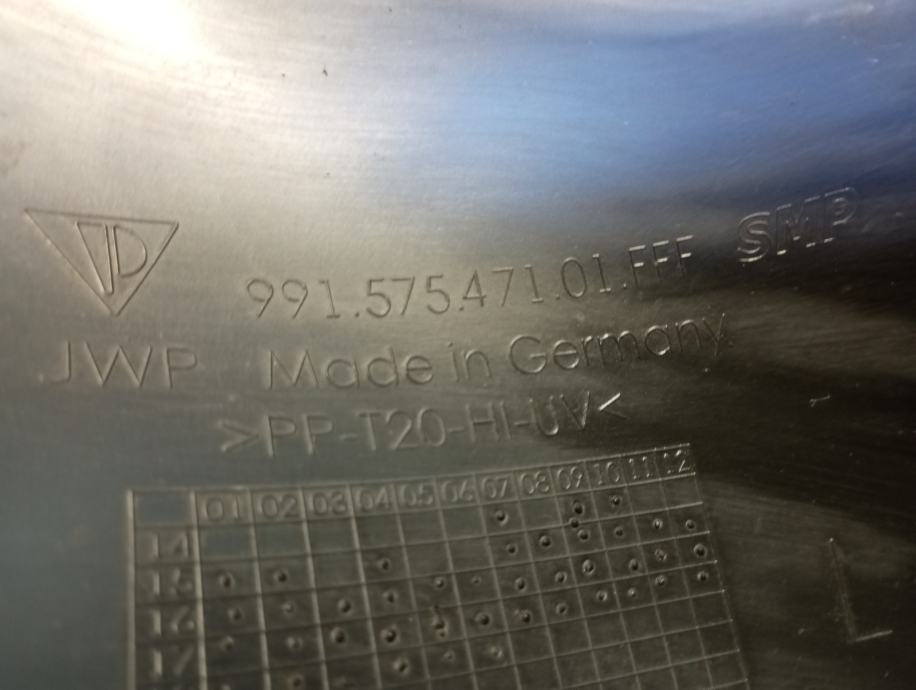 991.575.471.01.FFF SMP
JWP Made in Germany
>PP-T20-HI-UV<
01 02 03 04 05 06 07 08 09 10 11 12
14
15
16
17
L